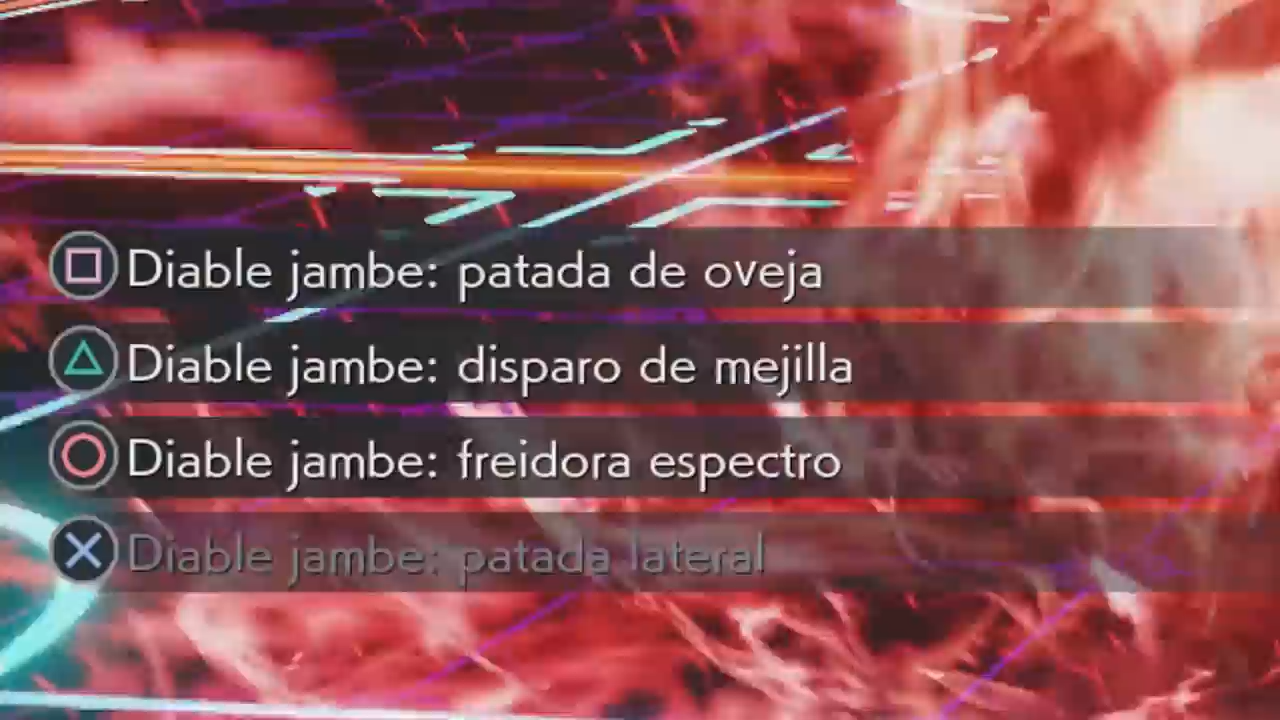 Diable jambe: patada de oveja
Diable jambe: disparo de mejilla
Diable jambe: freidora espectro
Diable jambe: patada lateral